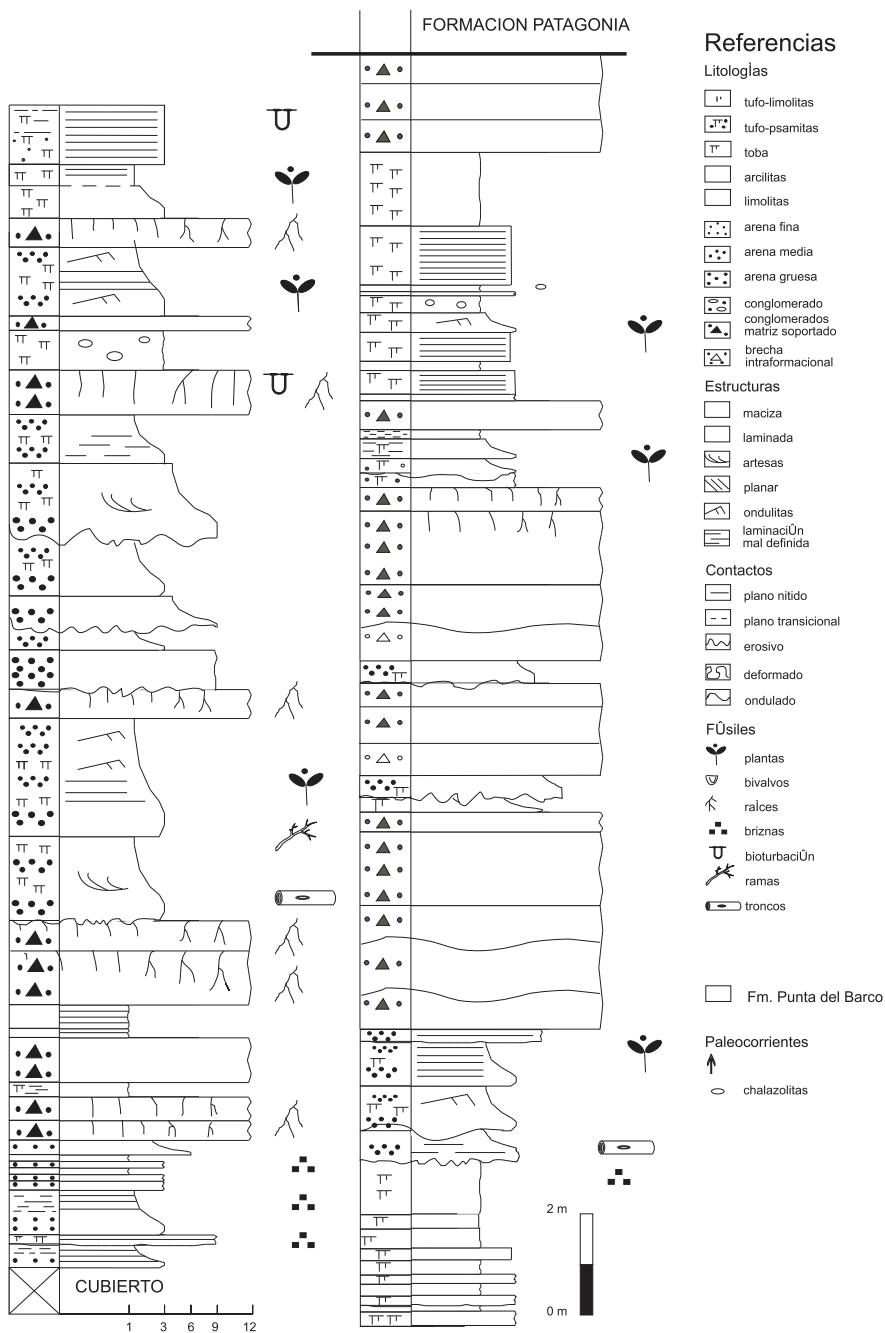 FORMACION PATAGONIA
Referencias
LitologÌas
tufo-limolitas
tufo-psamitas
toba
arcilitas
limolitas
arena fina
arena media
arena gruesa
conglomerado
conglomerados
matriz soportado
brecha
intraformacional
Estructuras
maciza
laminada
artesas
planar
ondulitas
laminaciÛn
mal definida
Contactos
plano nitido
plano transicional
erosivo
deformado
ondulado
FÛsiles
plantas
bivalvos
raÌces
briznas
bioturbaciÛn
ramas
troncos
Fm. Punta del Barco
Paleocorrientes
chalazolitas
2 m
0 m
CUBIERTO
1 3 6 9 12